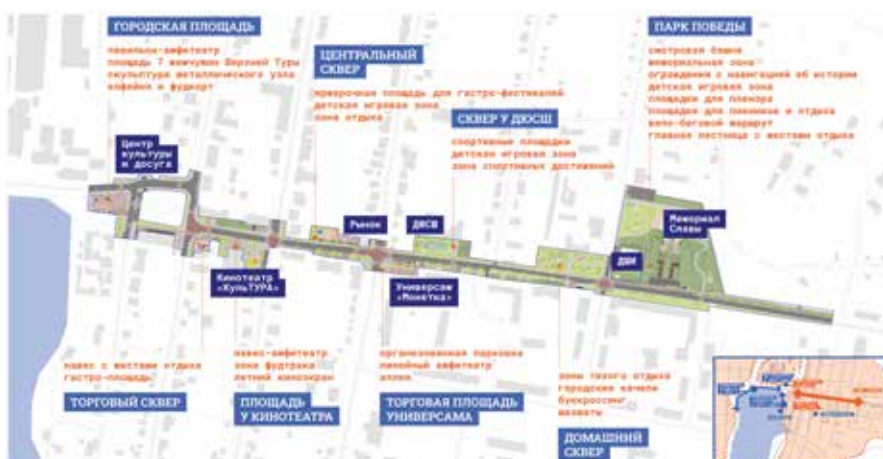 ГОРОДСКАЯ ПЛОЩАДЬ
павильон-амфитеатр
площадь 7 жемчужин Верхней Туры
скульптура металлического узла
кофейня и фудкорт
ЦЕНТРАЛЬНЫЙ
СКВЕР
ярмарочная площадь для гастро-фестивалей
детская игровая зона
зона отдыха
СКВЕР У ДЮСШ
спортивные площадки
детская игровая зона
зона спортивных достижений
ПАРК ПОБЕДЫ
смотровая башня
мемориальная зона
ограждения с навигацией об истории
детская игровая зона
площадки для пленэра
площадки для пикников и отдыха
вело-беговой маршрут
главная лестница с местами отдыха
Центр
культуры
и досуга
Кинотеатр
«КульТУРА»
Рынок
ДЮСШ
Универсам
«Монетка»
ДШИ
Мемориал
Славы
навес с местами отдыха
гастро-площадь
ТОРГОВЫЙ СКВЕР
навес-амфитеатр
зона фудтрака
летний киноэкран
ПЛОЩАДЬ
У КИНОТЕАТРА
организованная парковка
линейный амфитеатр
аллея
ТОРГОВАЯ ПЛОЩАДЬ
УНИВЕРСАМА
зоны тихого отдыха
городские качели
буккроссинг
шахматы
ДОМАШНИЙ
СКВЕР